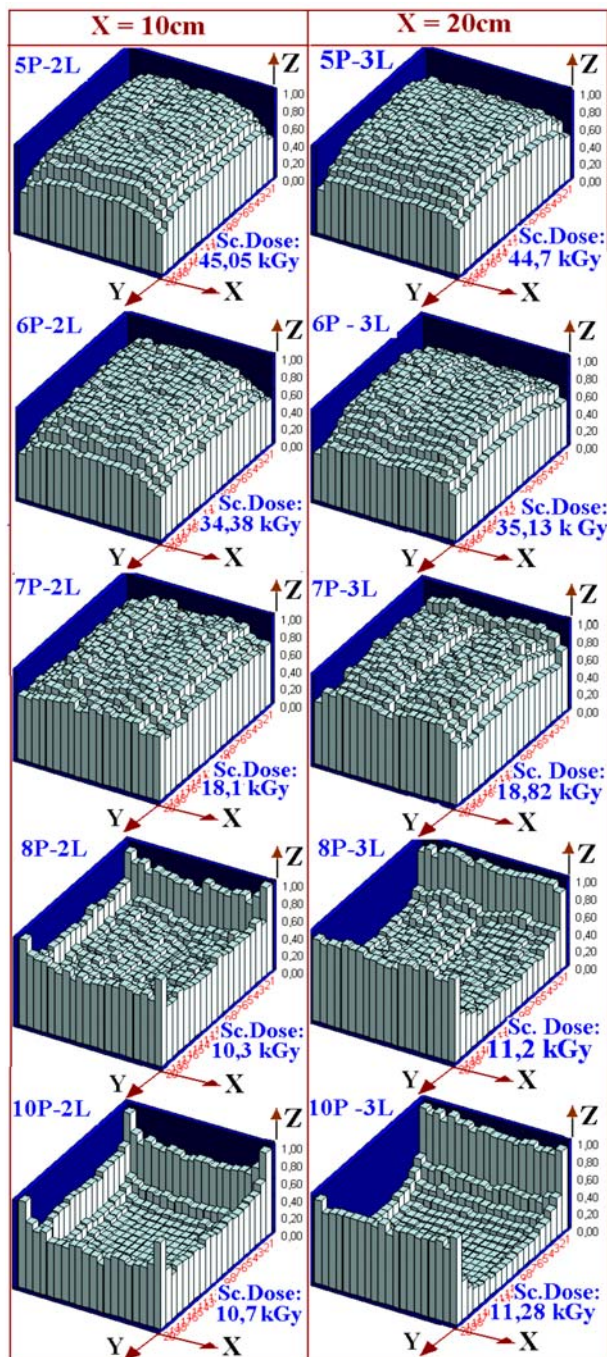 X = 10cm
X = 20cm
5P-2L
Z
1,00
0,80
0,60
0,40
0,20
0,00
Sc.Dose:
45,05 kGy
Y
X
5P-3L
Z
1,00
0,80
0,60
0,40
0,20
0,00
Sc.Dose:
44,7 kGy
Y
X
6P-2L
Z
1,00
0,80
0,60
0,40
0,20
0,00
Sc.Dose:
34,38 kGy
Y
X
6P - 3L
Z
1,00
0,80
0,60
0,40
0,20
0,00
Sc.Dose:
35,13 k Gy
Y
X
7P-2L
Z
1,00
0,80
0,60
0,40
0,20
0,00
Sc.Dose:
18,1 kGy
Y
X
7P-3L
Z
1,00
0,80
0,60
0,40
0,20
0,00
Sc. Dose:
18,82 kGy
Y
X
8P-2L
Z
1,00
0,80
0,60
0,40
0,20
0,00
Sc.Dose:
10,3 kGy
Y
X
8P-3L
Z
1,00
0,80
0,60
0,40
0,20
0,00
Sc. Dose:
11,2 kGy
Y
X
10P-2L
Z
1,00
0,80
0,60
0,40
0,20
0,00
Sc.Dose:
10,7 kGy
Y
X
10P -3L
Z
1,00
0,80
0,60
0,40
0,20
0,00
Sc.Dose:
11,28 kGy
Y
X